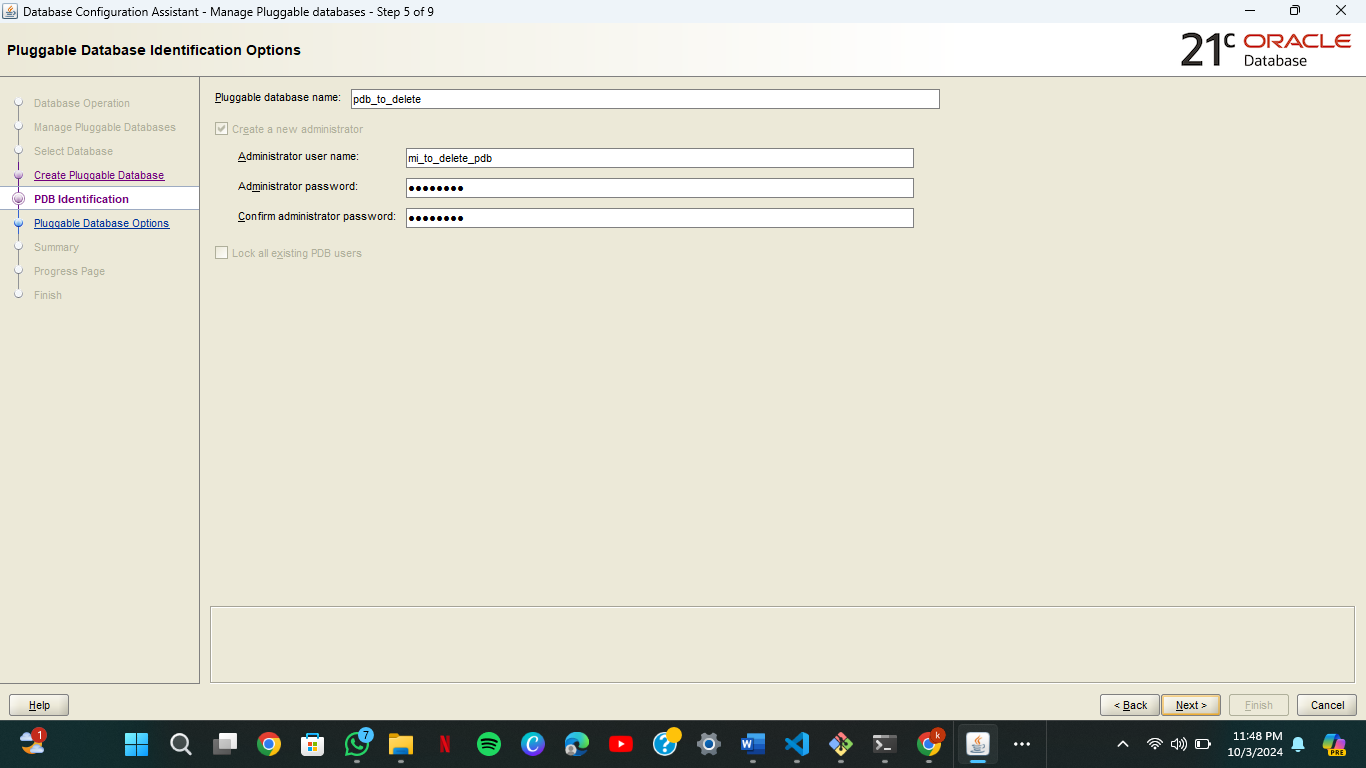 Database Configuration Assistant - Manage Pluggable databases - Step 5 of 9
Pluggable Database Identification Options
21c ORACLE
Database
Database Operation
Manage Pluggable Databases
Select Database
Create Pluggable Database
PDB Identification
Pluggable Database Options
Summary
Progress Page
Finish
Pluggable database name: pdb_to_delete
Create a new administrator
Administrator user name: mi_to_delete_pdb
Administrator password: ●●●●●●●●
Confirm administrator password: ●●●●●●●●
Lock all existing PDB users
Help
< Back
Next >
Finish
Cancel
1
7
N
C
?
W
k
11:48 PM
10/3/2024
PRE